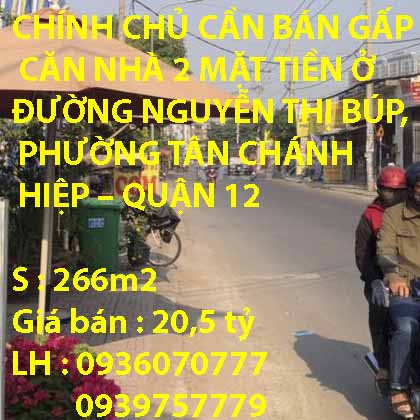 CHÍNH CHỦ CẦN BÁN GẤP
CĂN NHÀ 2 MẶT TIỀN Ở
ĐƯỜNG NGUYỄN THỊ BÚP,
PHƯỜNG TÂN CHÁNH
HIỆP – QUẬN 12
S : 266m2
Giá bán : 20,5 tỷ
LH : 0936070777
0939757779